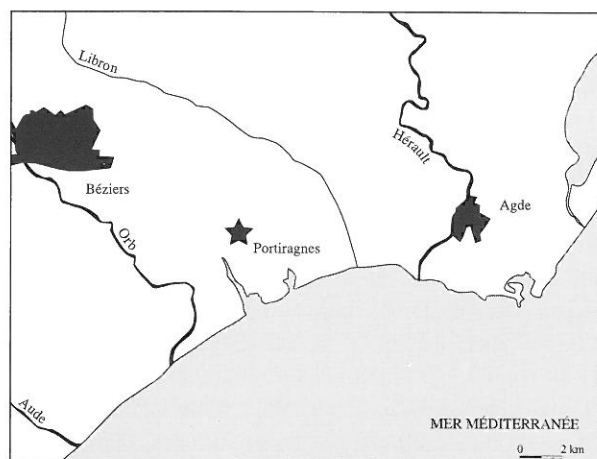 Libron
Hérault
Béziers
Agde
Orb
Portiragnes
Aude
MER MÉDITERRANÉE
0 2 km